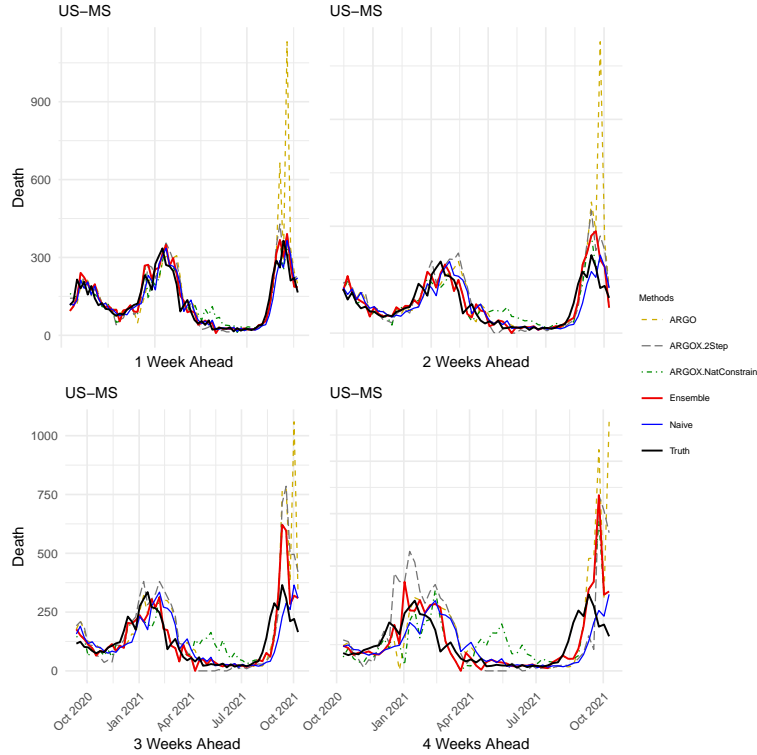 US−MS
US−MS
900
600
300
0
Death
1 Week Ahead
2 Weeks Ahead
Methods
ARGO
ARGOX.2Step
ARGOX.NatConstrain
Ensemble
Naive
Truth
US−MS
US−MS
1000
750
500
250
0
Death
Oct 2020
Jan 2021
Apr 2021
Jul 2021
Oct 2021
Oct 2020
Jan 2021
Apr 2021
Jul 2021
Oct 2021
3 Weeks Ahead
4 Weeks Ahead